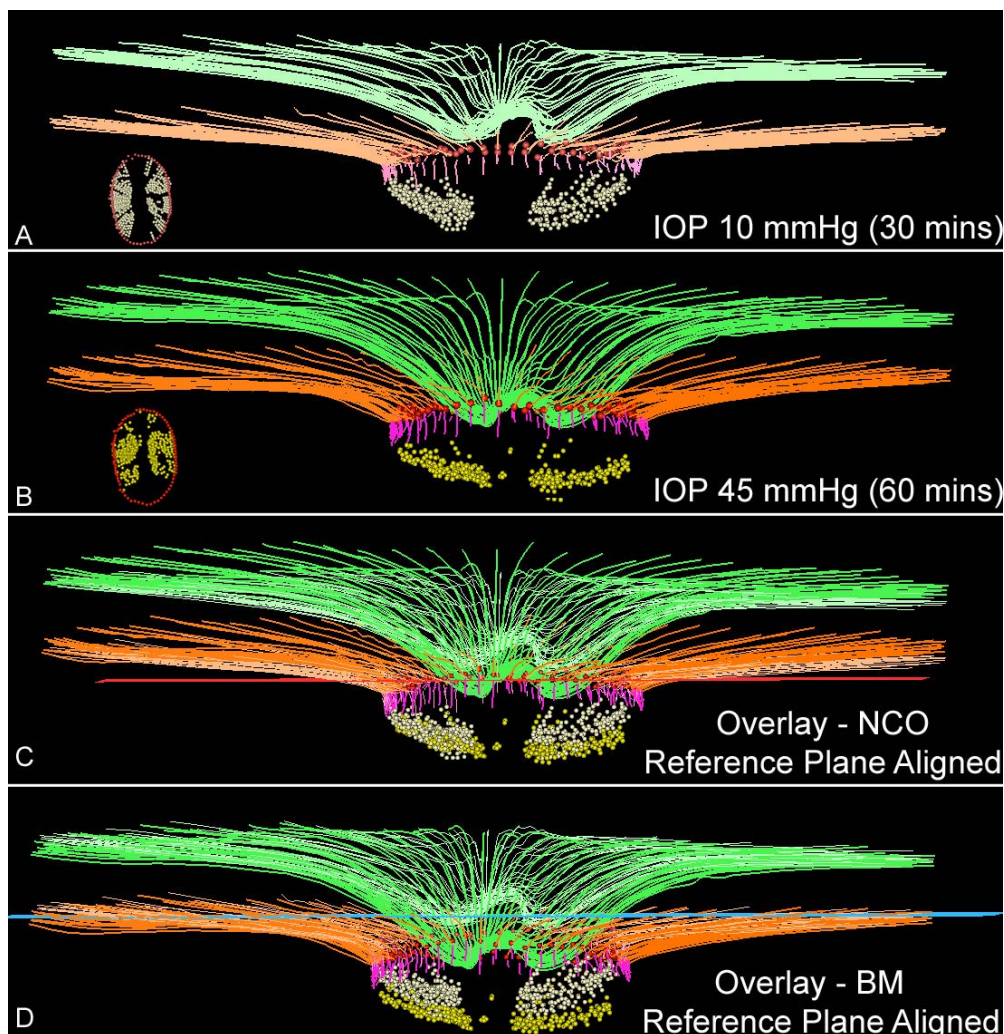 A
IOP 10 mmHg (30 mins)
B
IOP 45 mmHg (60 mins)
C
Overlay - NCO
Reference Plane Aligned
D
Overlay - BM
Reference Plane Aligned